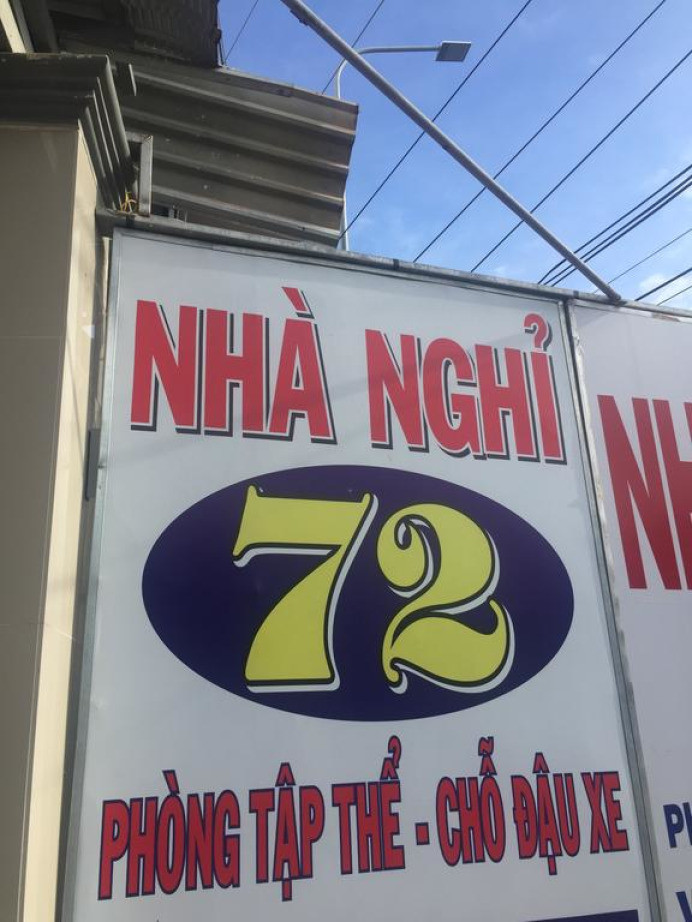 NHÀ NGHỈ
72
PHÒNG TẬP THỂ - CHỖ ĐẬU XE